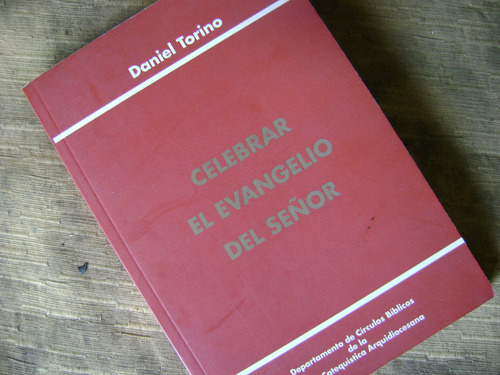 Daniel Torino
CELEBRAR
EL EVANGELIO
DEL SEÑOR
Departamento de Círculos Bíblicos
de la
Catequística Arquidiocesana